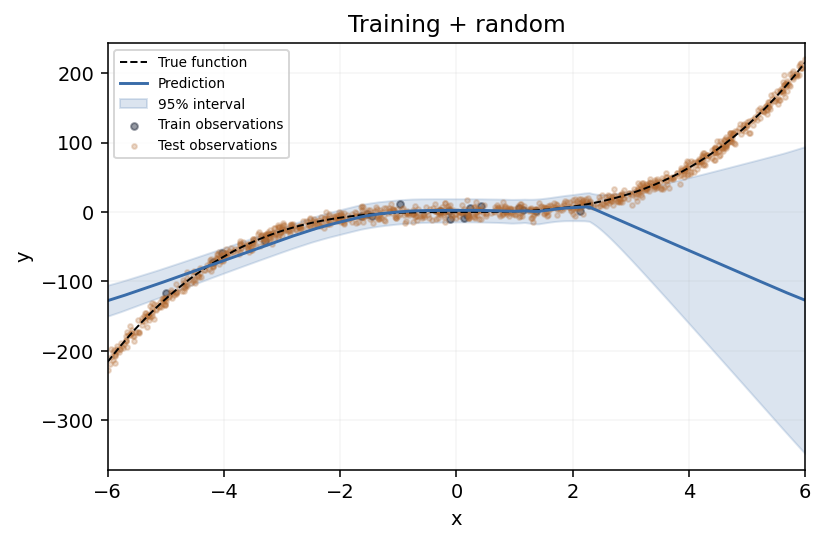 Training + random
True function
Prediction
95% interval
Train observations
Test observations
200
100
0
−100
−200
−300
y
−6
−4
−2
0
2
4
6
x